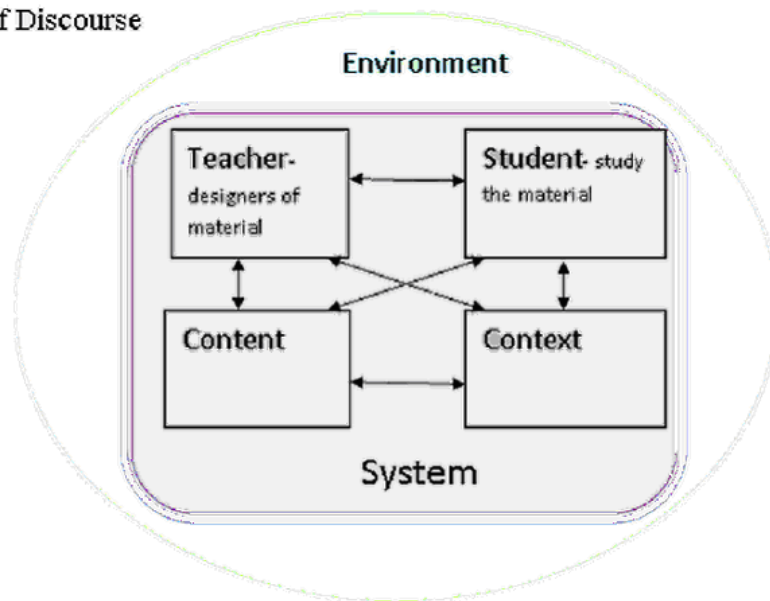 f Discourse
Environment
Teacher-
designers of
material
Student- study
the material
Content
Context
System